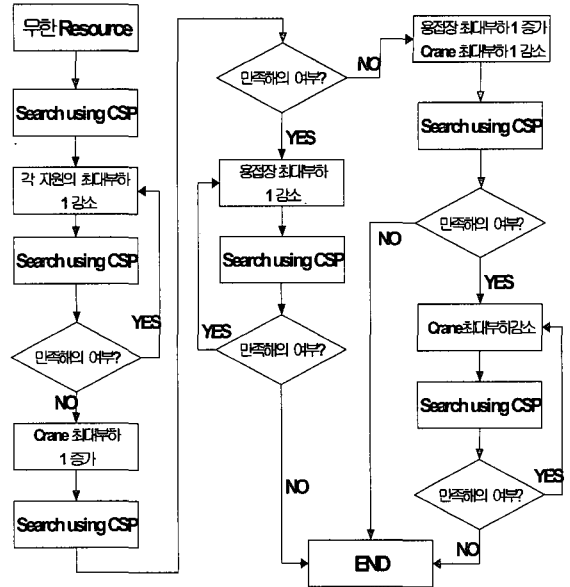 무한 Resource
Search using CSP
각 자원의 최대부하
1 감소
Search using CSP
YES
만족해의 여부?
NO
Crane 최대부하
1 증가
Search using CSP
만족해의 여부?
NO
YES
용접장 최대부하
1 감소
Search using CSP
YES
만족해의 여부?
NO
용접장 최대부하 1 증가
Crane 최대부하 1 감소
Search using CSP
만족해의 여부?
NO
YES
Crane최대부하감소
Search using CSP
YES
만족해의 여부?
NO
END